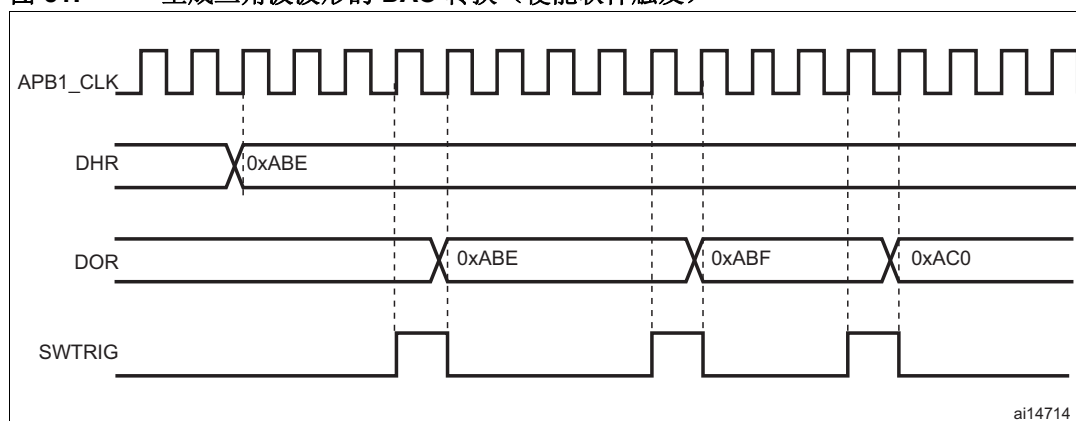 APB1_CLK
DHR
0xABE
DOR
0xABE
0xABF
0xAC0
SWTRIG
ai14714